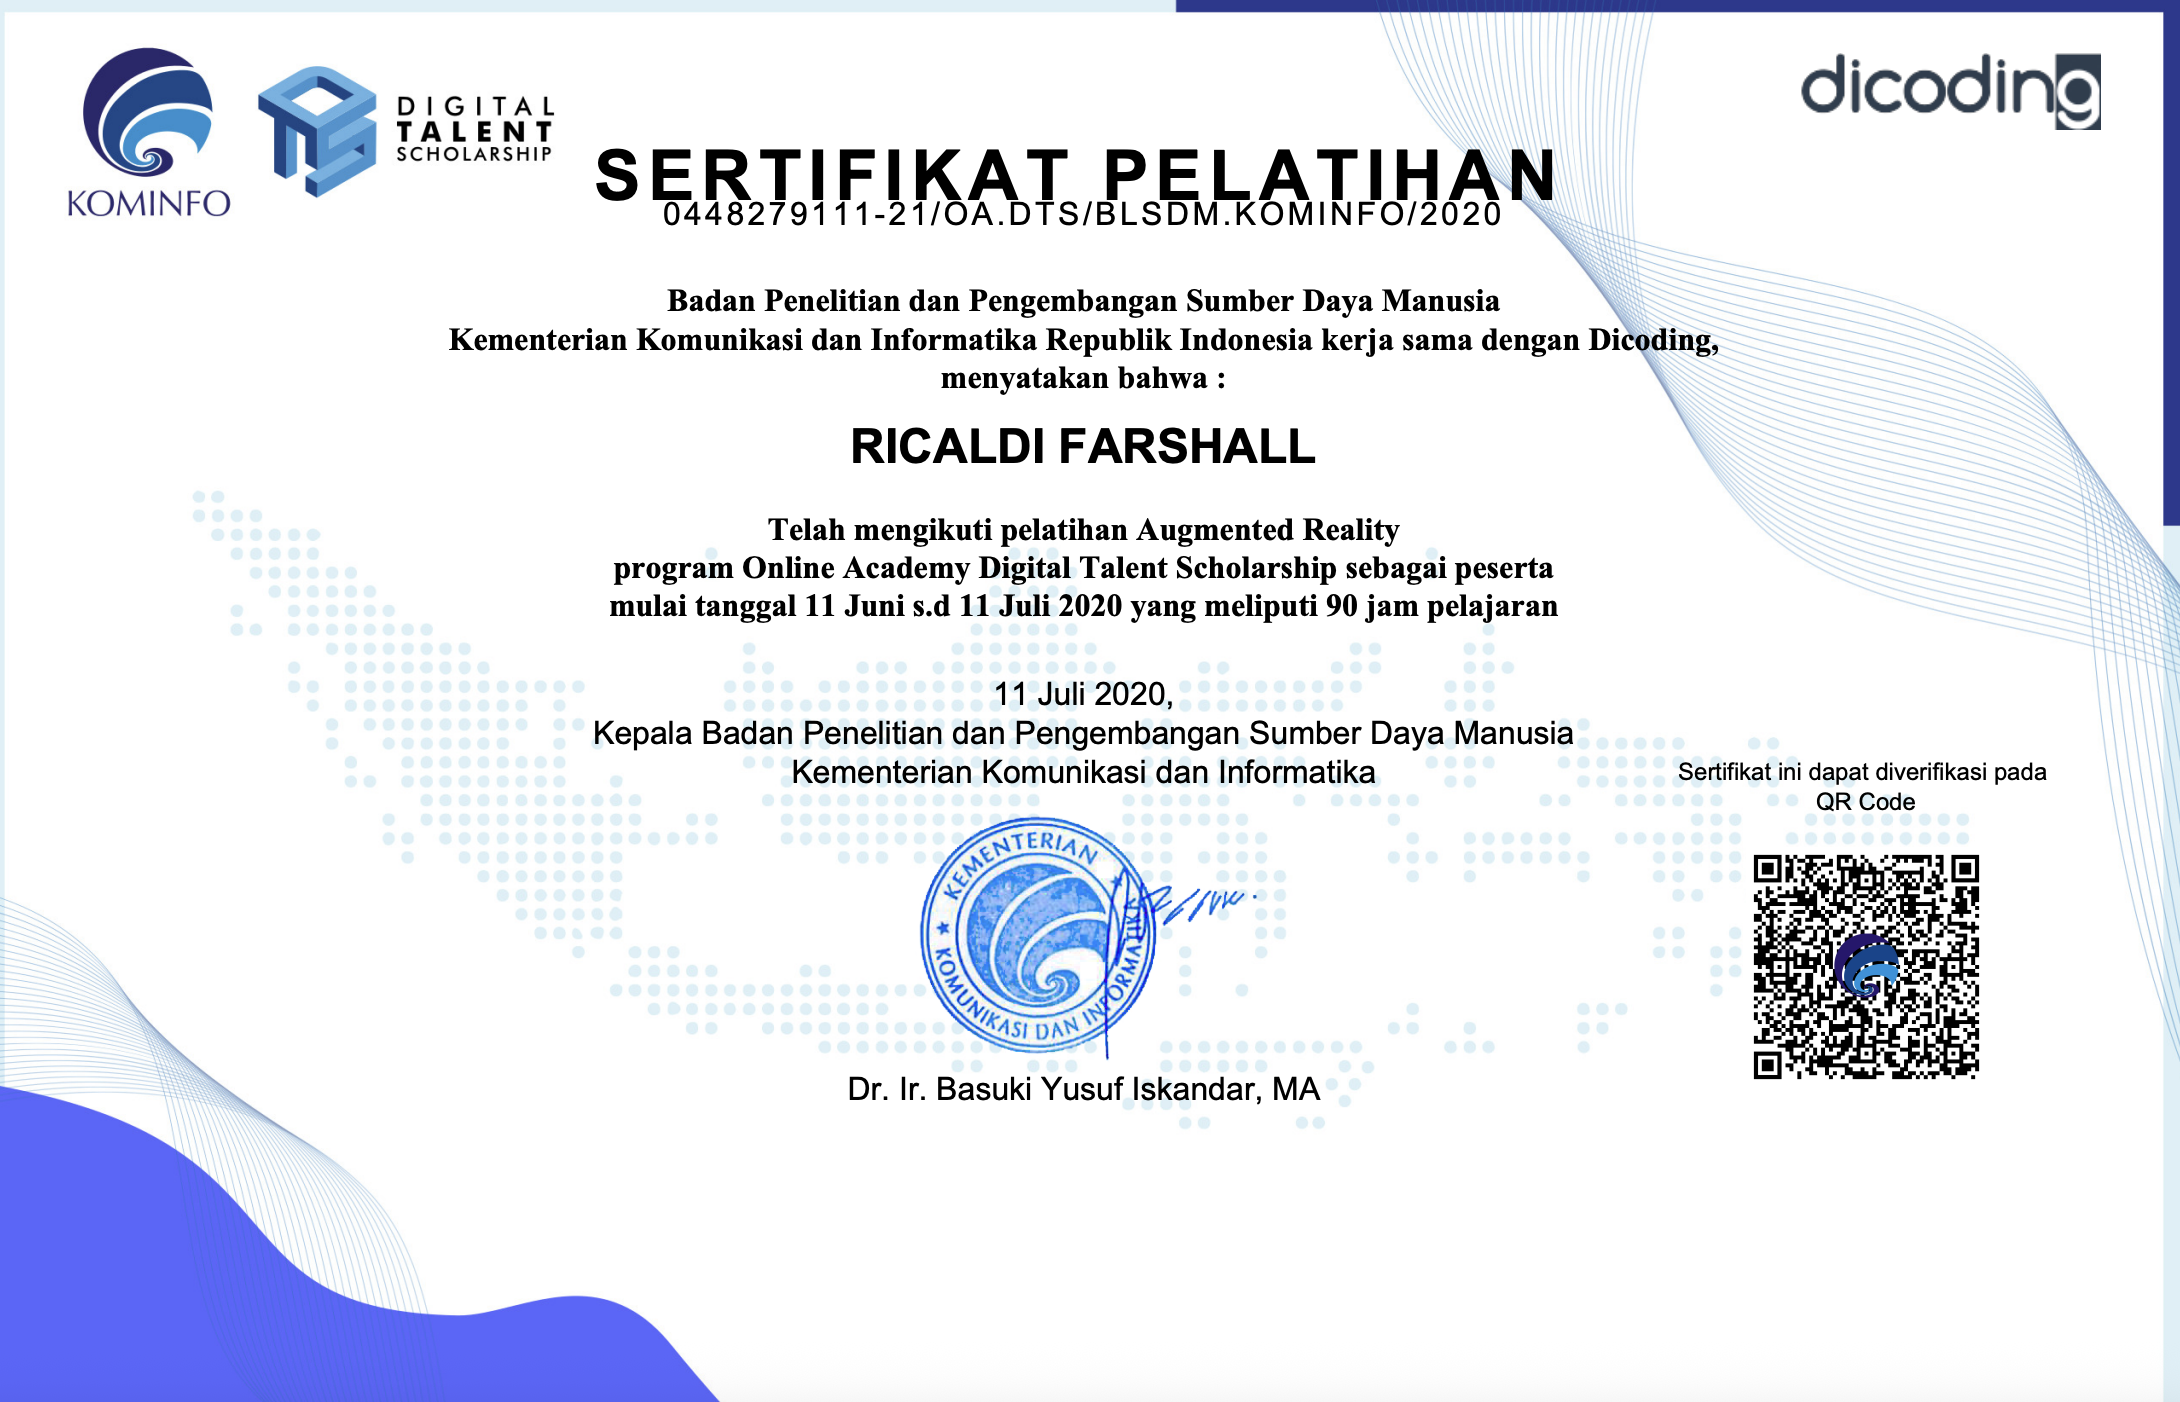 KOMINFO
DIGITAL
TALENT
SCHOLARSHIP
dicoding
SERTIFIKAT PELATIHAN
0448279111-21/OA.DTS/BLSDM.KOMINFO/2020
Badan Penelitian dan Pengembangan Sumber Daya Manusia
Kementerian Komunikasi dan Informatika Republik Indonesia kerja sama dengan Dicoding,
menyatakan bahwa :
RICALDI FARSHALL
Telah mengikuti pelatihan Augmented Reality
program Online Academy Digital Talent Scholarship sebagai peserta
mulai tanggal 11 Juni s.d 11 Juli 2020 yang meliputi 90 jam pelajaran
11 Juli 2020,
Kepala Badan Penelitian dan Pengembangan Sumber Daya Manusia
Kementerian Komunikasi dan Informatika
KEMENTERIAN
KOMUNIKASI DAN INFORMATIKA
Dr. Ir. Basuki Yusuf Iskandar, MA
Sertifikat ini dapat diverifikasi pada
QR Code